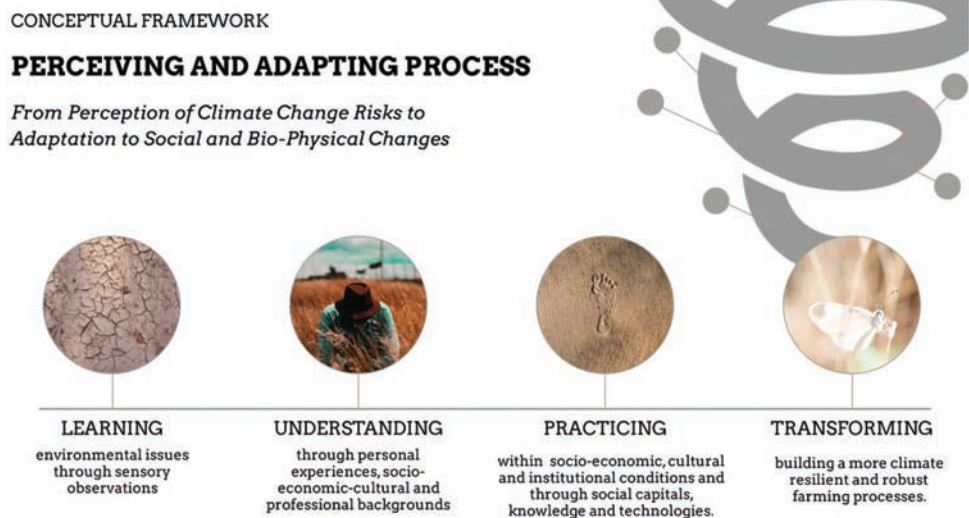 CONCEPTUAL FRAMEWORK
PERCEIVING AND ADAPTING PROCESS
From Perception of Climate Change Risks to
Adaptation to Social and Bio-Physical Changes
LEARNING
environmental issues
through sensory
observations
UNDERSTANDING
through personal
experiences, socio-
economic-cultural and
professional backgrounds
PRACTICING
within socio-economic, cultural
and institutional conditions and
through social capitals,
knowledge and technologies.
TRANSFORMING
building a more climate
resilient and robust
farming processes.